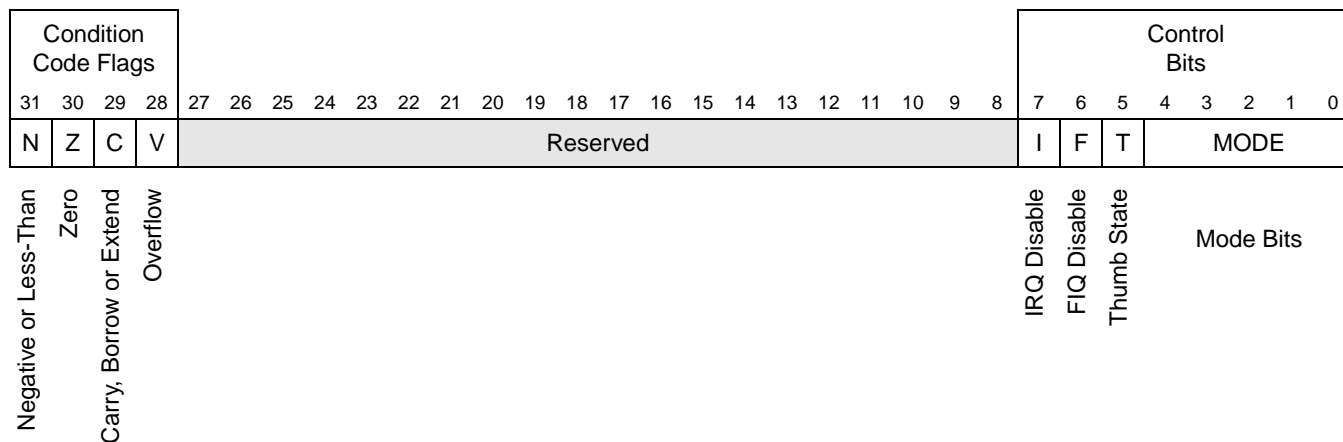 Condition
Code Flags
Control
Bits
31 30 29 28 27 26 25 24 23 22 21 20 19 18 17 16 15 14 13 12 11 10 9 8 7 6 5 4 3 2 1 0
N Z C V Reserved I F T MODE
Negative or Less-Than
Zero
Carry, Borrow or Extend
Overflow
IRQ Disable
FIQ Disable
Thumb State
Mode Bits